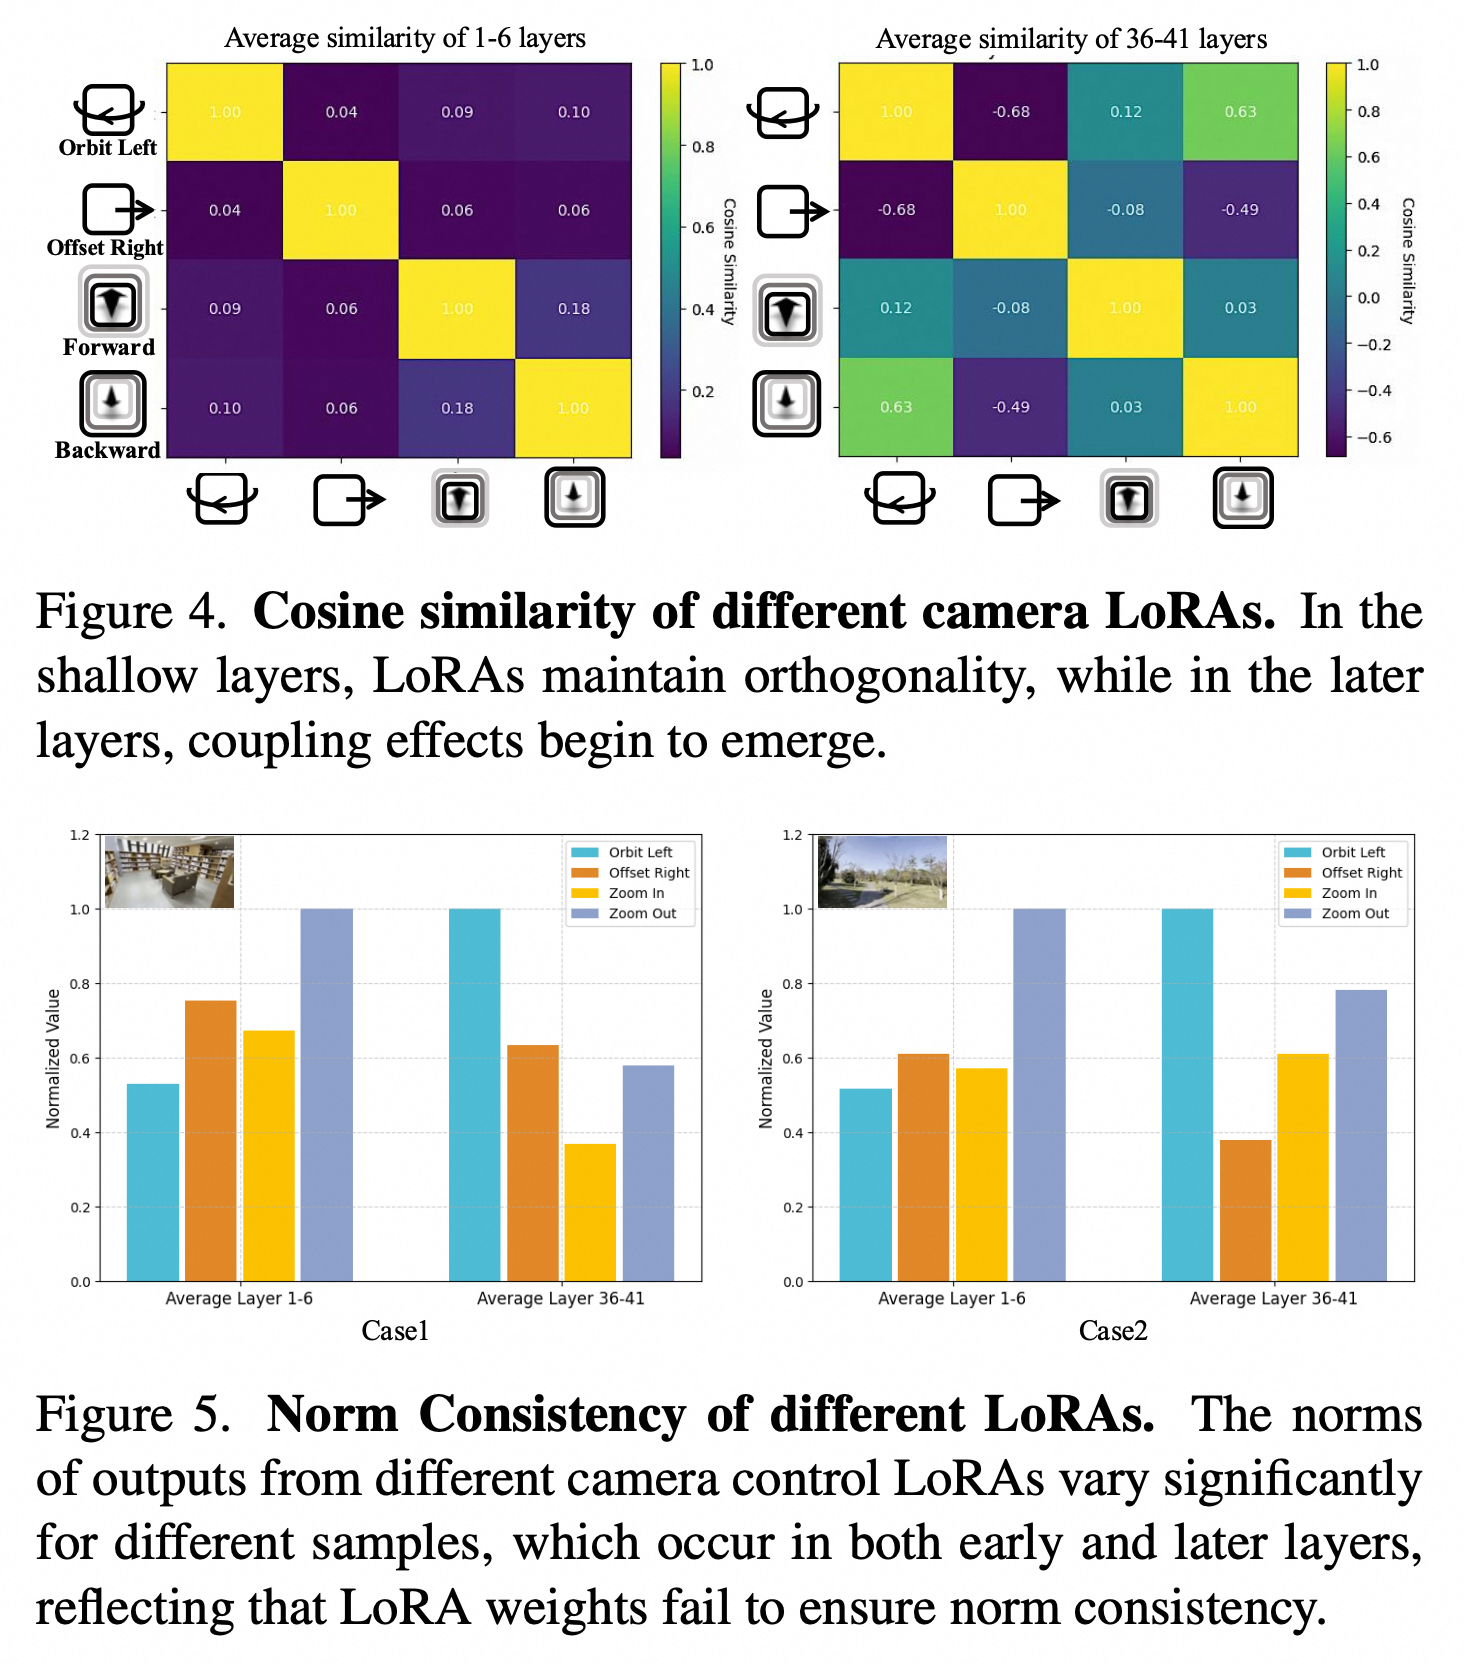 Average similarity of 1-6 layers
Orbit Left
Offset Right
Forward
Backward
1.00 0.04 0.09 0.10
0.04 1.00 0.06 0.06
0.09 0.06 1.00 0.18
0.10 0.06 0.18 1.00
1.0
0.8
0.6
0.4
0.2
Cosine Similarity
Average similarity of 36-41 layers
1.00 -0.68 0.12 0.63
-0.68 1.00 -0.08 -0.49
0.12 -0.08 1.00 0.03
0.63 -0.49 0.03 1.00
1.0
0.8
0.6
0.4
0.2
0.0
−0.2
−0.4
−0.6
Cosine Similarity
Figure 4. Cosine similarity of different camera LoRAs. In the
shallow layers, LoRAs maintain orthogonality, while in the later
layers, coupling effects begin to emerge.
1.2
1.0
0.8
0.6
0.4
0.2
0.0
Normalized Value
Orbit Left
Offset Right
Zoom In
Zoom Out
Average Layer 1-6
Average Layer 36-41
Case1
1.2
1.0
0.8
0.6
0.4
0.2
0.0
Normalized Value
Orbit Left
Offset Right
Zoom In
Zoom Out
Average Layer 1-6
Average Layer 36-41
Case2
Figure 5. Norm Consistency of different LoRAs. The norms
of outputs from different camera control LoRAs vary significantly
for different samples, which occur in both early and later layers,
reflecting that LoRA weights fail to ensure norm consistency.